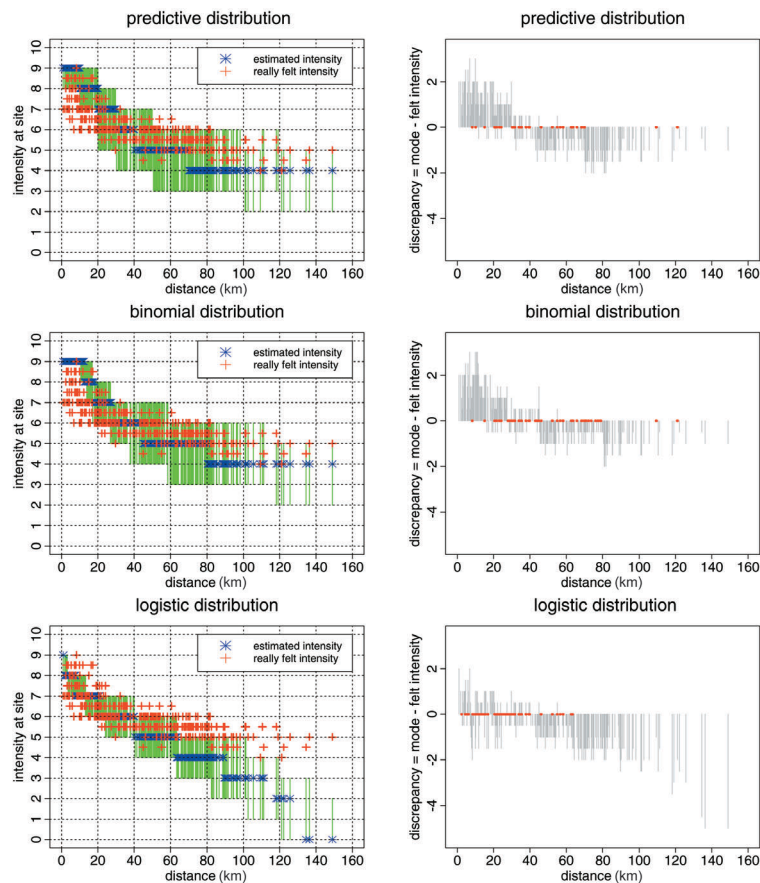 predictive distribution
intensity at site
0 1 2 3 4 5 6 7 8 9 10
estimated intensity
really felt intensity
0 20 40 60 80 100 120 140 160
distance (km)
predictive distribution
discrepancy = mode - felt intensity
-4 -2 0 2
0 20 40 60 80 100 120 140 160
distance (km)
binomial distribution
intensity at site
0 1 2 3 4 5 6 7 8 9 10
estimated intensity
really felt intensity
0 20 40 60 80 100 120 140 160
distance (km)
binomial distribution
discrepancy = mode - felt intensity
-4 -2 0 2
0 20 40 60 80 100 120 140 160
distance (km)
logistic distribution
intensity at site
0 1 2 3 4 5 6 7 8 9 10
estimated intensity
really felt intensity
0 20 40 60 80 100 120 140 160
distance (km)
logistic distribution
discrepancy = mode - felt intensity
-4 -2 0 2
0 20 40 60 80 100 120 140 160
distance (km)